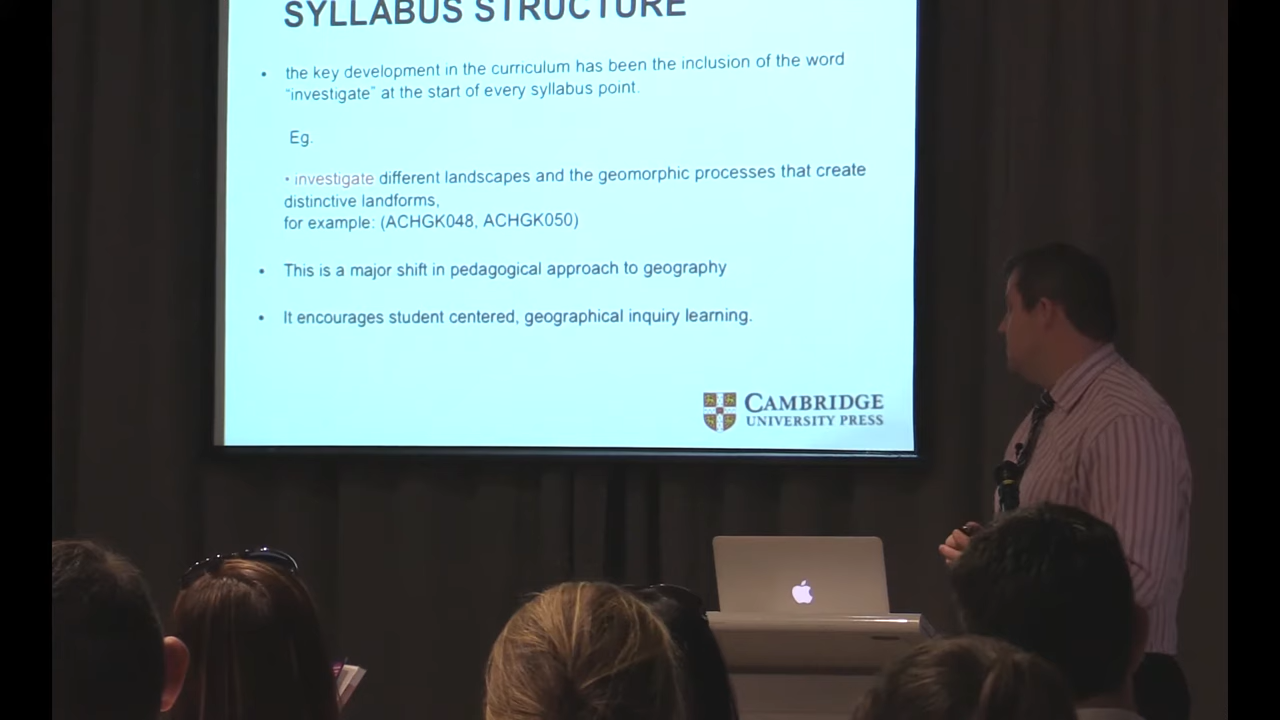 SYLLABUS STRUCTURE
• the key development in the curriculum has been the inclusion of the word
"investigate" at the start of every syllabus point.
Eg.
• investigate different landscapes and the geomorphic processes that create
distinctive landforms,
for example: (ACHGK048, ACHGK050)
• This is a major shift in pedagogical approach to geography
• It encourages student centered, geographical inquiry learning.
CAMBRIDGE
UNIVERSITY PRESS